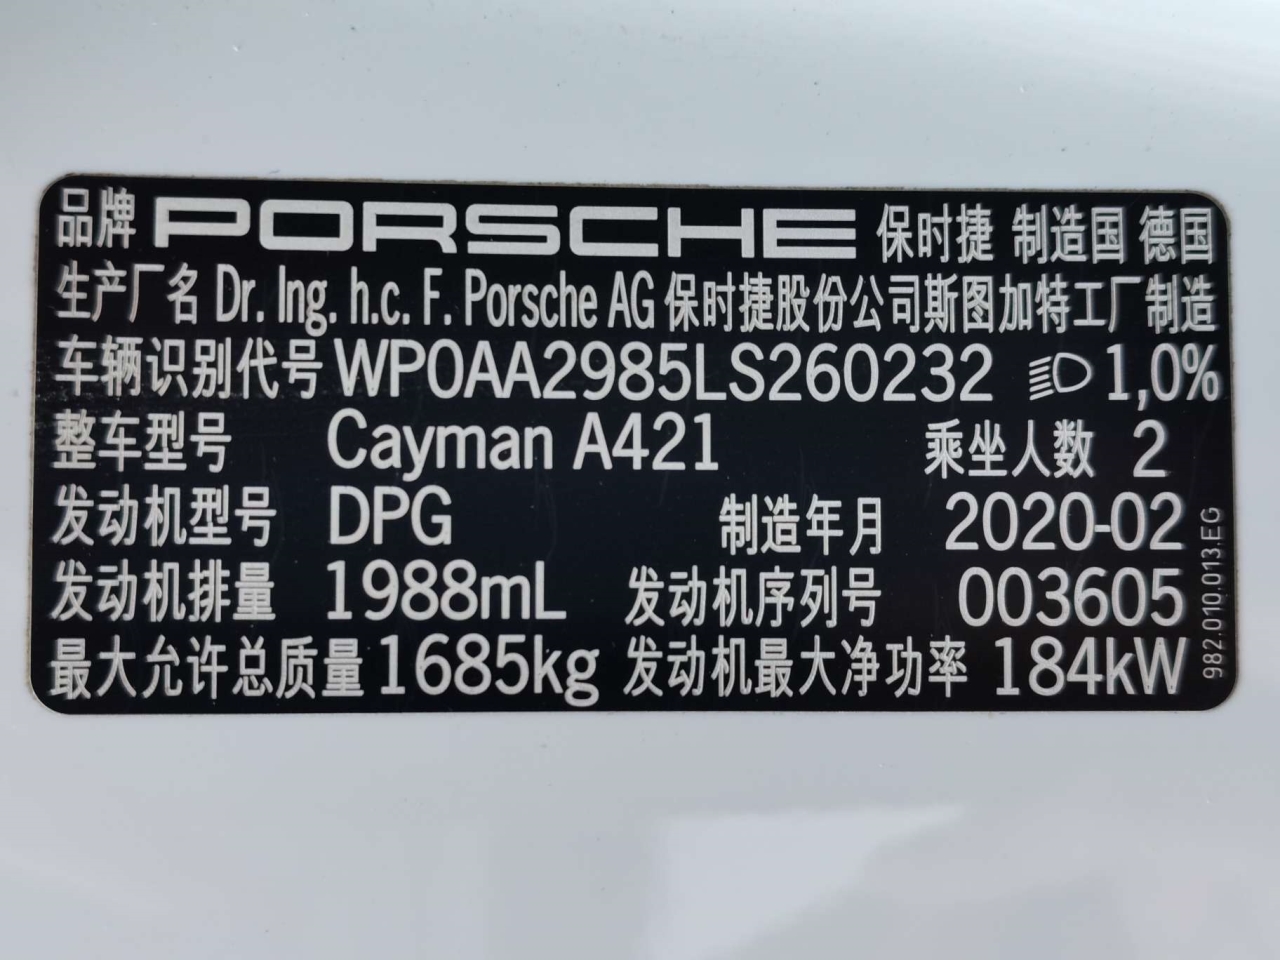 品牌 PORSCHE 保时捷 制造国 德国
生产厂名 Dr. Ing. h.c. F. Porsche AG 保时捷股份公司斯图加特工厂制造
车辆识别代号 WP0AA2985LS260232 1,0%
整车型号 Cayman A421 乘坐人数 2
发动机型号 DPG 制造年月 2020-02
发动机排量 1988mL 发动机序列号 003605
最大允许总质量 1685kg 发动机最大净功率 184kW
982.010.013.EG